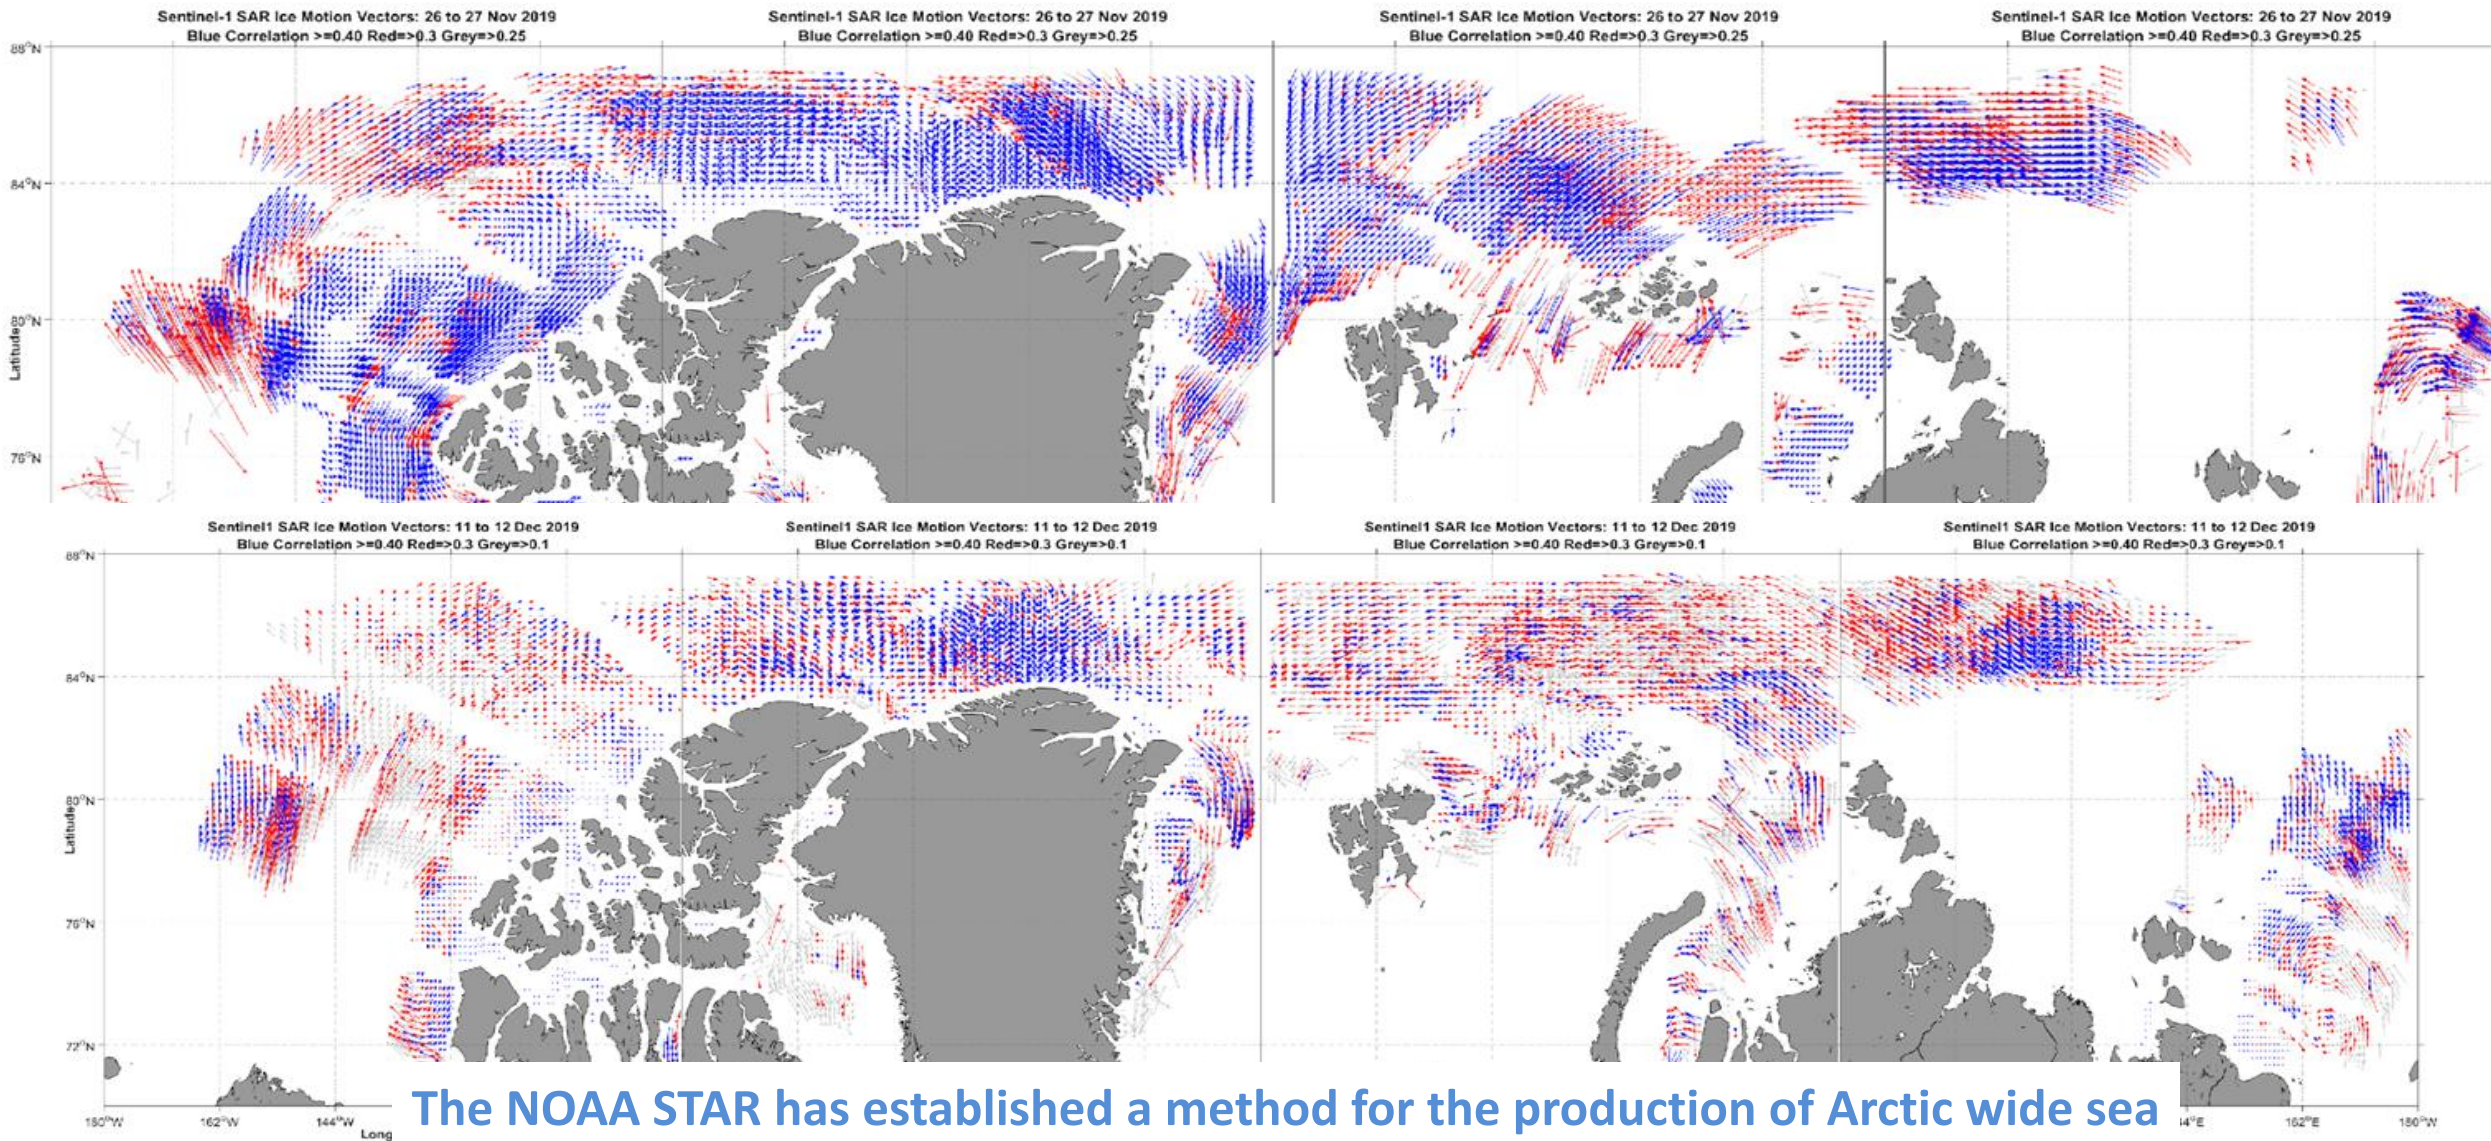 Sentinel-1 SAR Ice Motion Vectors: 26 to 27 Nov 2019
Blue Correlation >=0.40 Red=>0.3 Grey=>0.25
Sentinel-1 SAR Ice Motion Vectors: 26 to 27 Nov 2019
Blue Correlation >=0.40 Red=>0.3 Grey=>0.25
Sentinel-1 SAR Ice Motion Vectors: 26 to 27 Nov 2019
Blue Correlation >=0.40 Red=>0.3 Grey=>0.25
Sentinel-1 SAR Ice Motion Vectors: 26 to 27 Nov 2019
Blue Correlation >=0.40 Red=>0.3 Grey=>0.25
88°N
84°N
80°N
76°N
Latitude
Sentinel1 SAR Ice Motion Vectors: 11 to 12 Dec 2019
Blue Correlation >=0.40 Red=>0.3 Grey=>0.1
Sentinel1 SAR Ice Motion Vectors: 11 to 12 Dec 2019
Blue Correlation >=0.40 Red=>0.3 Grey=>0.1
Sentinel1 SAR Ice Motion Vectors: 11 to 12 Dec 2019
Blue Correlation >=0.40 Red=>0.3 Grey=>0.1
Sentinel1 SAR Ice Motion Vectors: 11 to 12 Dec 2019
Blue Correlation >=0.40 Red=>0.3 Grey=>0.1
88°N
84°N
80°N
76°N
72°N
Latitude
180°W 162°W 144°W 4°E 162°E 180°W
Long
The NOAA STAR has established a method for the production of Arctic wide sea